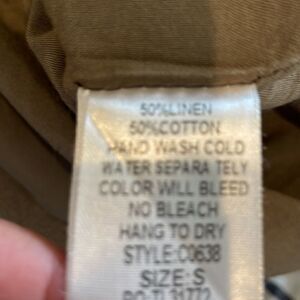 50%LINEN
50%COTTON
HAND WASH COLD
WATER SEPARA TELY
COLOR WILL BLEED
NO BLEACH
HANG TO DRY
STYLE:C0638
SIZE: S